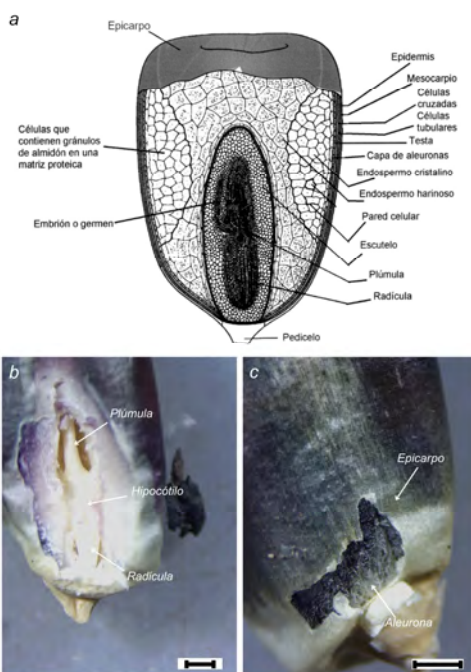 a
Epicarpo
Epidermis
Mesocarpio
Células
cruzadas
Células
tubulares
Testa
Capa de aleuronas
Endospermo cristalino
Endospermo harinoso
Pared celular
Escutelo
Plúmula
Radícula
Pedicelo
Células que
contienen gránulos
de almidón en una
matriz proteica
Embrión o germen
b
Plúmula
Hipocótilo
Radícula
c
Epicarpo
Aleurona